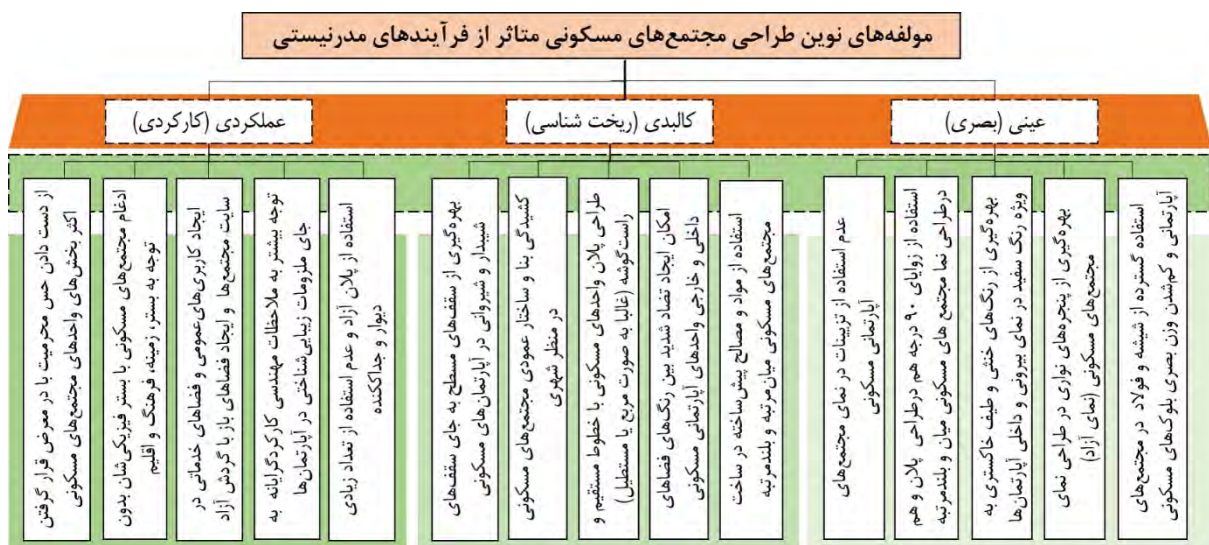 مولفه‌های نوین طراحی مجتمع‌های مسکونی متاثر از فرآیندهای مدرنیستی
عینی (بصری)
کالبدی (ریخت شناسی)
عملکردی (کارکردی)
استفاده گسترده از شیشه و فولاد در مجتمع‌های
آپارتمانی و کم‌شدن وزن بصری بلوک‌های مسکونی
بهره‌گیری از پنجره‌های نواری در طراحی نمای
مجتمع‌های مسکونی (نمای آزاد)
بهره‌گیری از رنگ‌های خنثی و طیف خاکستری به
ویژه رنگ سفید در نمای بیرونی و داخلی آپارتمان‌ها
استفاده از زوایای ۹۰ درجه هم درطراحی پلان و هم
درطراحی نما مجتمع های مسکونی میان و بلندمرتبه
عدم استفاده از تزیینات در نمای مجتمع‌های
آپارتمانی مسکونی
استفاده از مواد و مصالح پیش‌ساخته در ساخت
مجتمع‌های مسکونی میان‌مرتبه و بلندمرتبه
امکان ایجاد تضاد شدید بین رنگ‌های فضاهای
داخلی و خارجی واحدهای آپارتمانی مسکونی
طراحی پلان واحدهای مسکونی با خطوط مستقیم و
راست‌گوشه (غالبا به صورت مربع یا مستطیل)
کشیدگی بنا و ساختار عمودی مجتمع‌های مسکونی
در منظر شهری
بهره‌گیری از سقف‌های مسطح به جای سقف‌های
شیبدار و شیروانی در آپارتمان‌های مسکونی
استفاده از پلان آزاد و عدم استفاده از تعداد زیادی
دیوار و جداکننده
توجه بیشتر به ملاحظات مهندسی کارکردگرایانه به
جای ملزومات زیبایی‌شناختی در آپارتمان‌ها
ایجاد کاربری‌های عمومی و فضاهای خدماتی در
سایت مجتمع‌ها و ایجاد فضاهای باز با گردش آزاد
ادغام مجتمع‌های مسکونی با بستر فیزیکی‌شان بدون
توجه به بستر، زمینه، فرهنگ و اقلیم
از دست دادن حس محرمیت با در معرض قرار گرفتن
اکثر بخش‌های واحدهای مجتمع‌های مسکونی